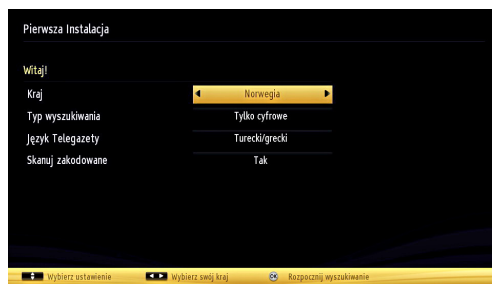 Pierwsza Instalacja
Witaj!
Kraj Norwegia
Typ wyszukiwania Tylko cyfrowe
Język Telegazety Turecki/grecki
Skanuj zakodowane Tak
Wybierz ustawienie Wybierz swój kraj OK Rozpocznij wyszukiwanie